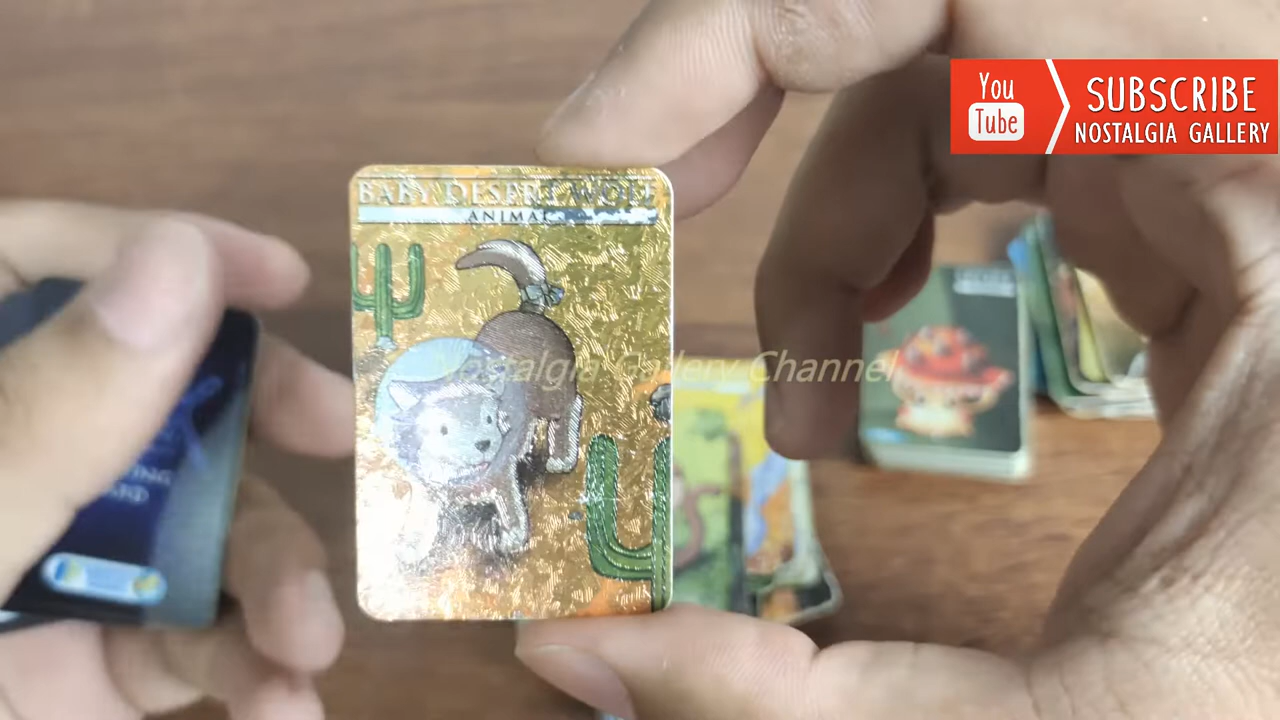 You
Tube
SUBSCRIBE
NOSTALGIA GALLERY
BABY DESERT WOLF
ANIMAL
Nostalgia Gallery Channel